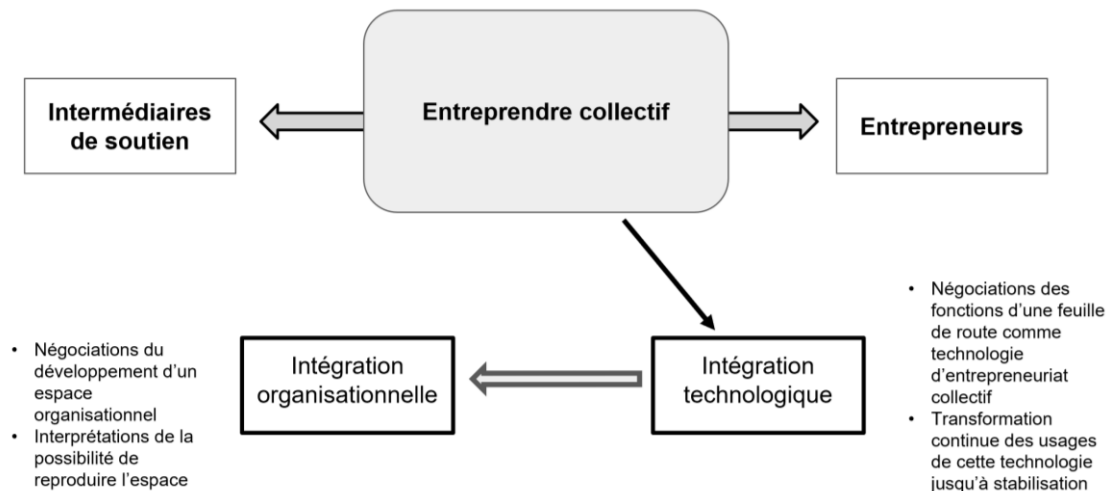 Intermédiaires
de soutien
Entreprendre collectif
Entrepreneurs
• Négociations du
développement d’un
espace
organisationnel
• Interprétations de la
possibilité de
reproduire l’espace
Intégration
organisationnelle
Intégration
technologique
• Négociations des
fonctions d’une feuille
de route comme
technologie
d’entrepreneuriat
collectif
• Transformation
continue des usages
de cette technologie
jusqu’à stabilisation